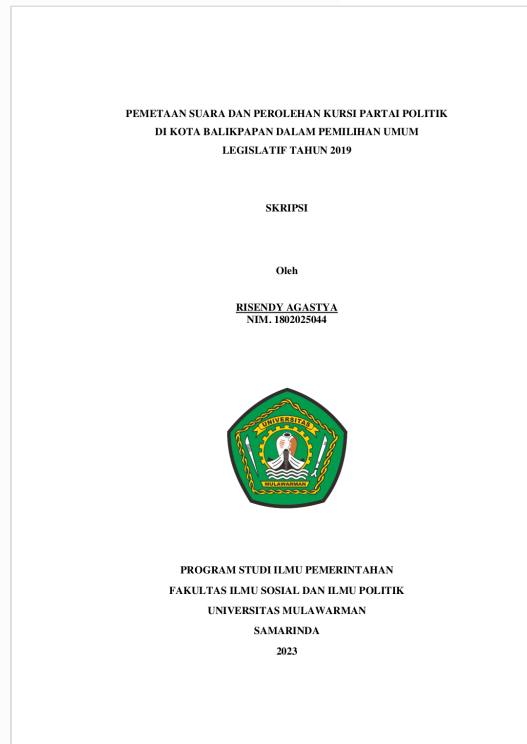 PEMETAAN SUARA DAN PEROLEHAN KURSI PARTAI POLITIK
DI KOTA BALIKPAPAN DALAM PEMILIHAN UMUM
LEGISLATIF TAHUN 2019
SKRIPSI
Oleh
RISENDY AGASTYA
NIM. 1802025044
UNIVERSITAS
MULAWARMAN
PROGRAM STUDI ILMU PEMERINTAHAN
FAKULTAS ILMU SOSIAL DAN ILMU POLITIK
UNIVERSITAS MULAWARMAN
SAMARINDA
2023